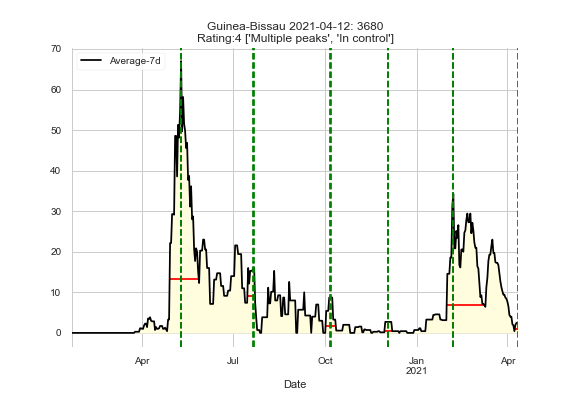 Guinea-Bissau 2021-04-12: 3680
Rating:4 ['Multiple peaks', 'In control']
70
60
50
40
30
20
10
0
Average-7d
Apr
Jul
Oct
Jan
2021
Apr
Date